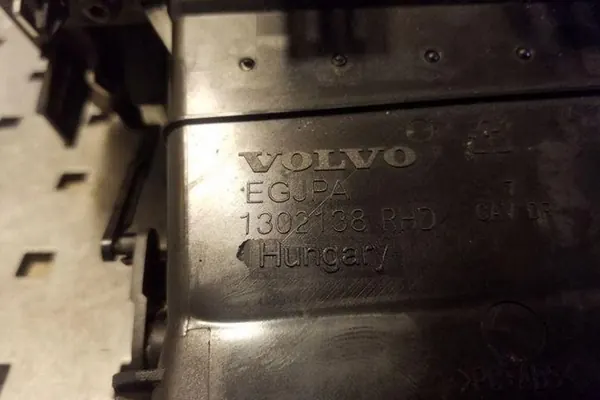 VOLVO
EGJPA
1302138 RHD
Hungary